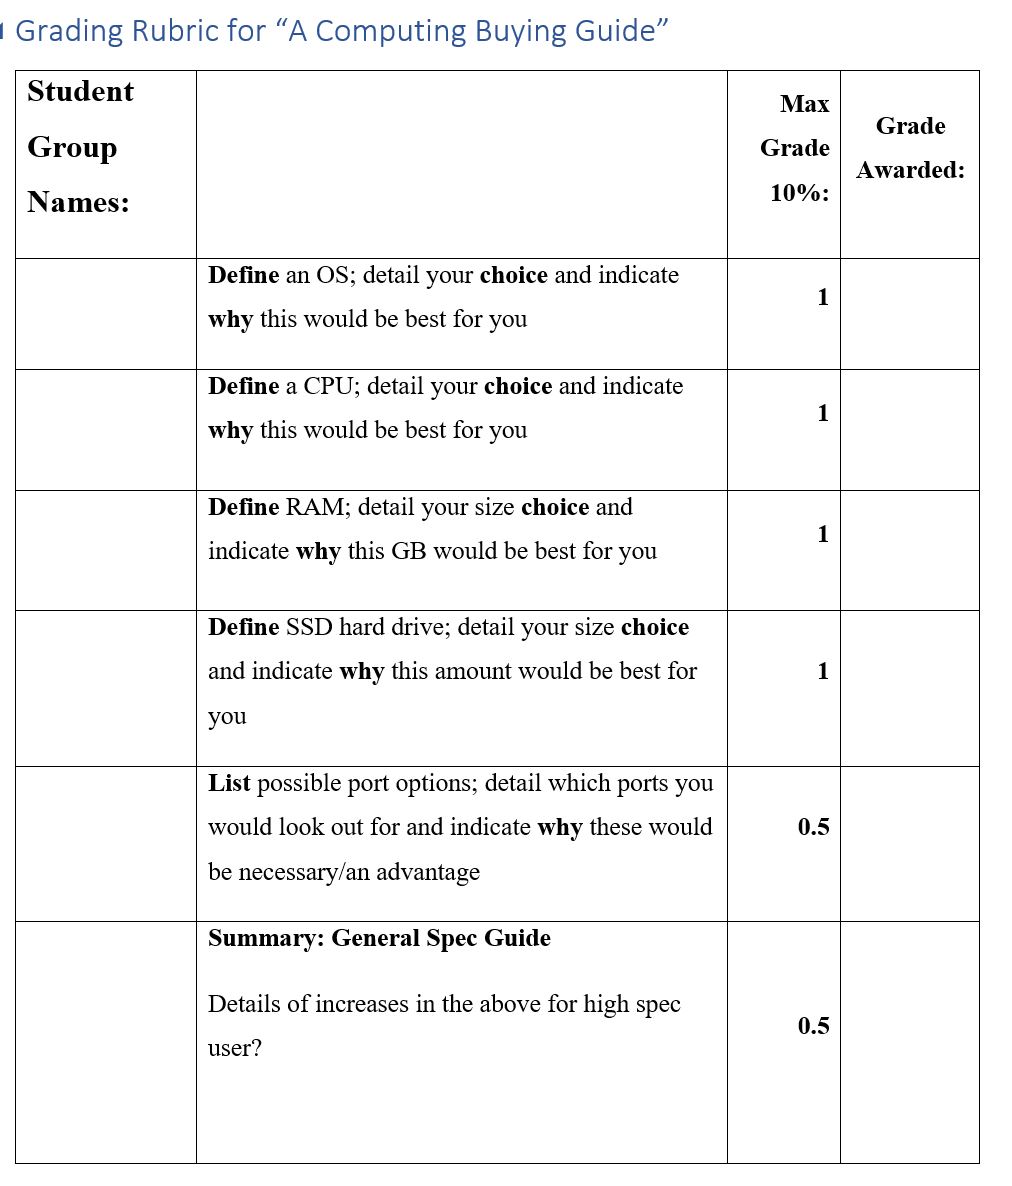 Grading Rubric for “A Computing Buying Guide”
Student
Group
Names:
Max
Grade
10%:
Grade
Awarded:
Define an OS; detail your choice and indicate
why this would be best for you
1
Define a CPU; detail your choice and indicate
why this would be best for you
1
Define RAM; detail your size choice and
indicate why this GB would be best for you
1
Define SSD hard drive; detail your size choice
and indicate why this amount would be best for
you
1
List possible port options; detail which ports you
would look out for and indicate why these would
be necessary/an advantage
0.5
Summary: General Spec Guide
Details of increases in the above for high spec
user?
0.5